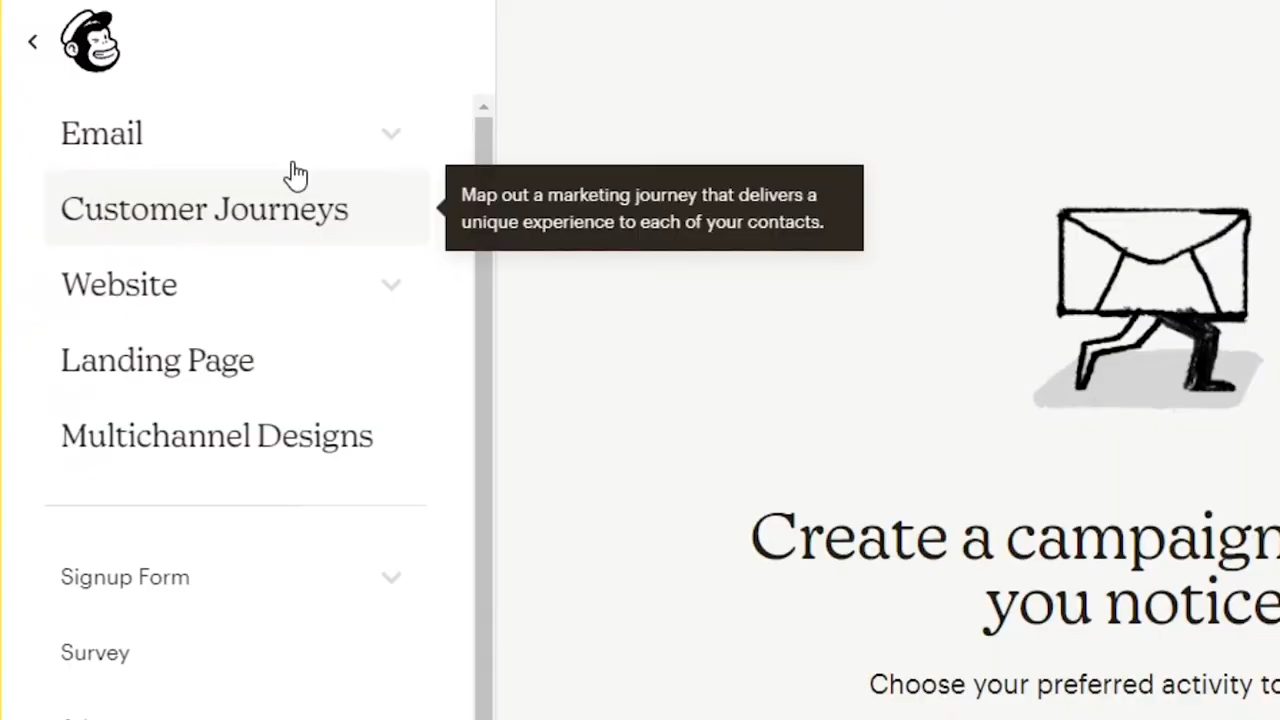 Email
Customer Journeys
Map out a marketing journey that delivers a
unique experience to each of your contacts.
Website
Landing Page
Multichannel Designs
Signup Form
Survey
Create a campaign
you notice
Choose your preferred activity to